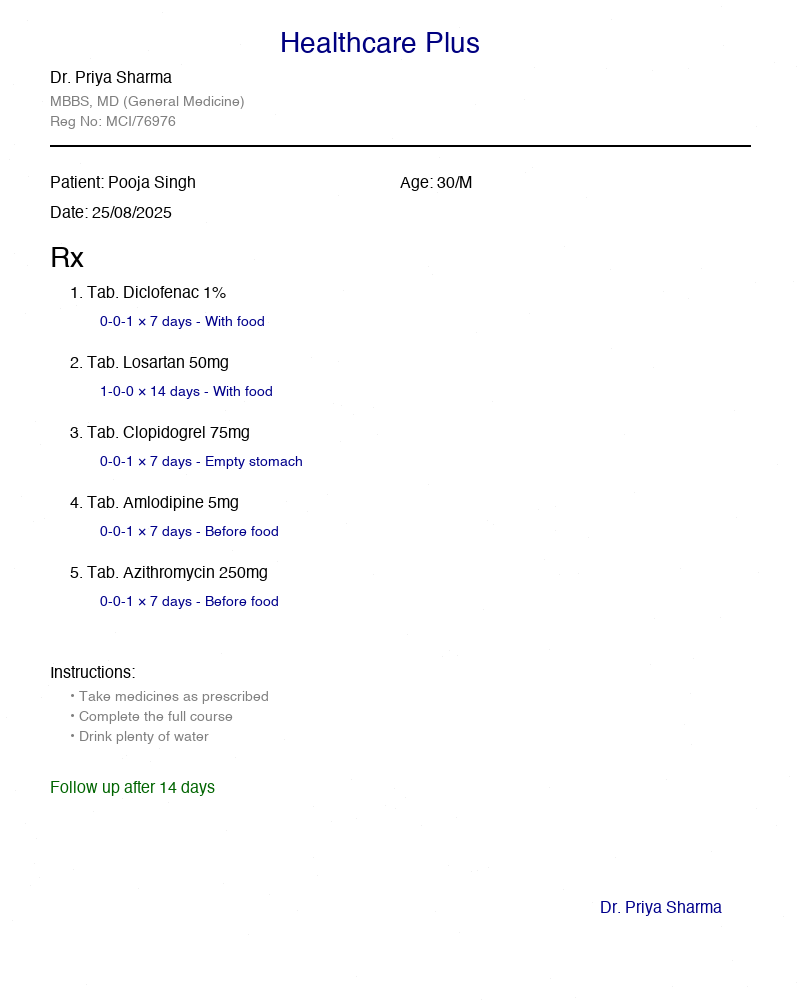 Healthcare Plus
Dr. Priya Sharma
MBBS, MD (General Medicine)
Reg No: MCI/76976
Patient: Pooja Singh Age: 30/M
Date: 25/08/2025
Rx
1. Tab. Diclofenac 1%
0-0-1 × 7 days - With food
2. Tab. Losartan 50mg
1-0-0 × 14 days - With food
3. Tab. Clopidogrel 75mg
0-0-1 × 7 days - Empty stomach
4. Tab. Amlodipine 5mg
0-0-1 × 7 days - Before food
5. Tab. Azithromycin 250mg
0-0-1 × 7 days - Before food
Instructions:
• Take medicines as prescribed
• Complete the full course
• Drink plenty of water
Follow up after 14 days
Dr. Priya Sharma